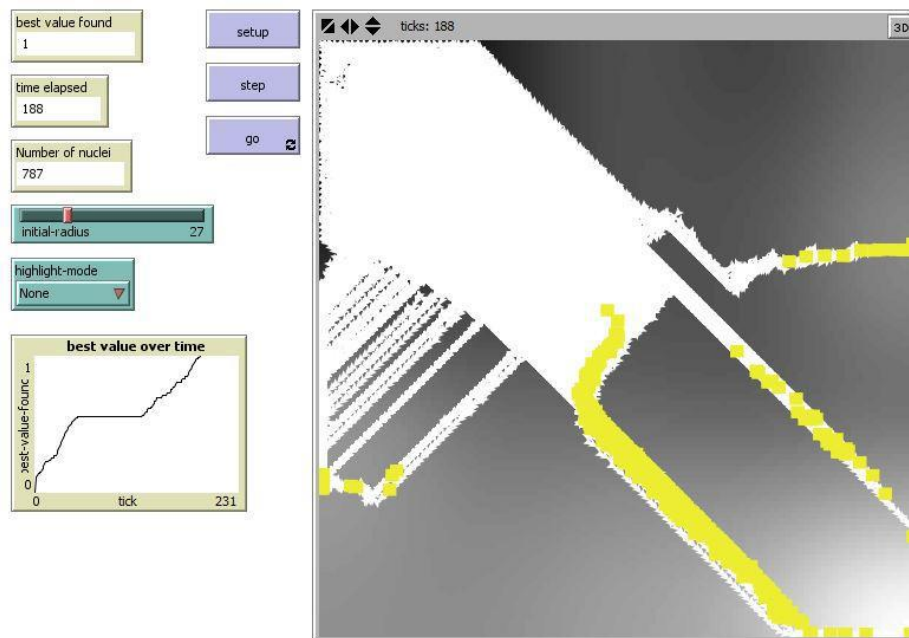 best value found
1
time elapsed
188
Number of nuclei
787
initial-radius 27
highlight-mode
None
setup
step
go
best value over time
1
best-value-func
0
0 tick 231
ticks: 188
3D